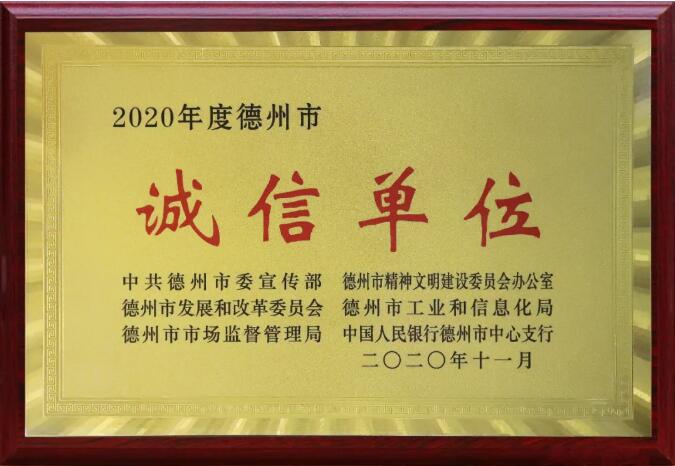 2020年度德州市
诚信单位
中共德州市委宣传部 德州市精神文明建设委员会办公室
德州市发展和改革委员会 德州市工业和信息化局
德州市市场监督管理局 中国人民银行德州市中心支行
二〇二〇年十一月